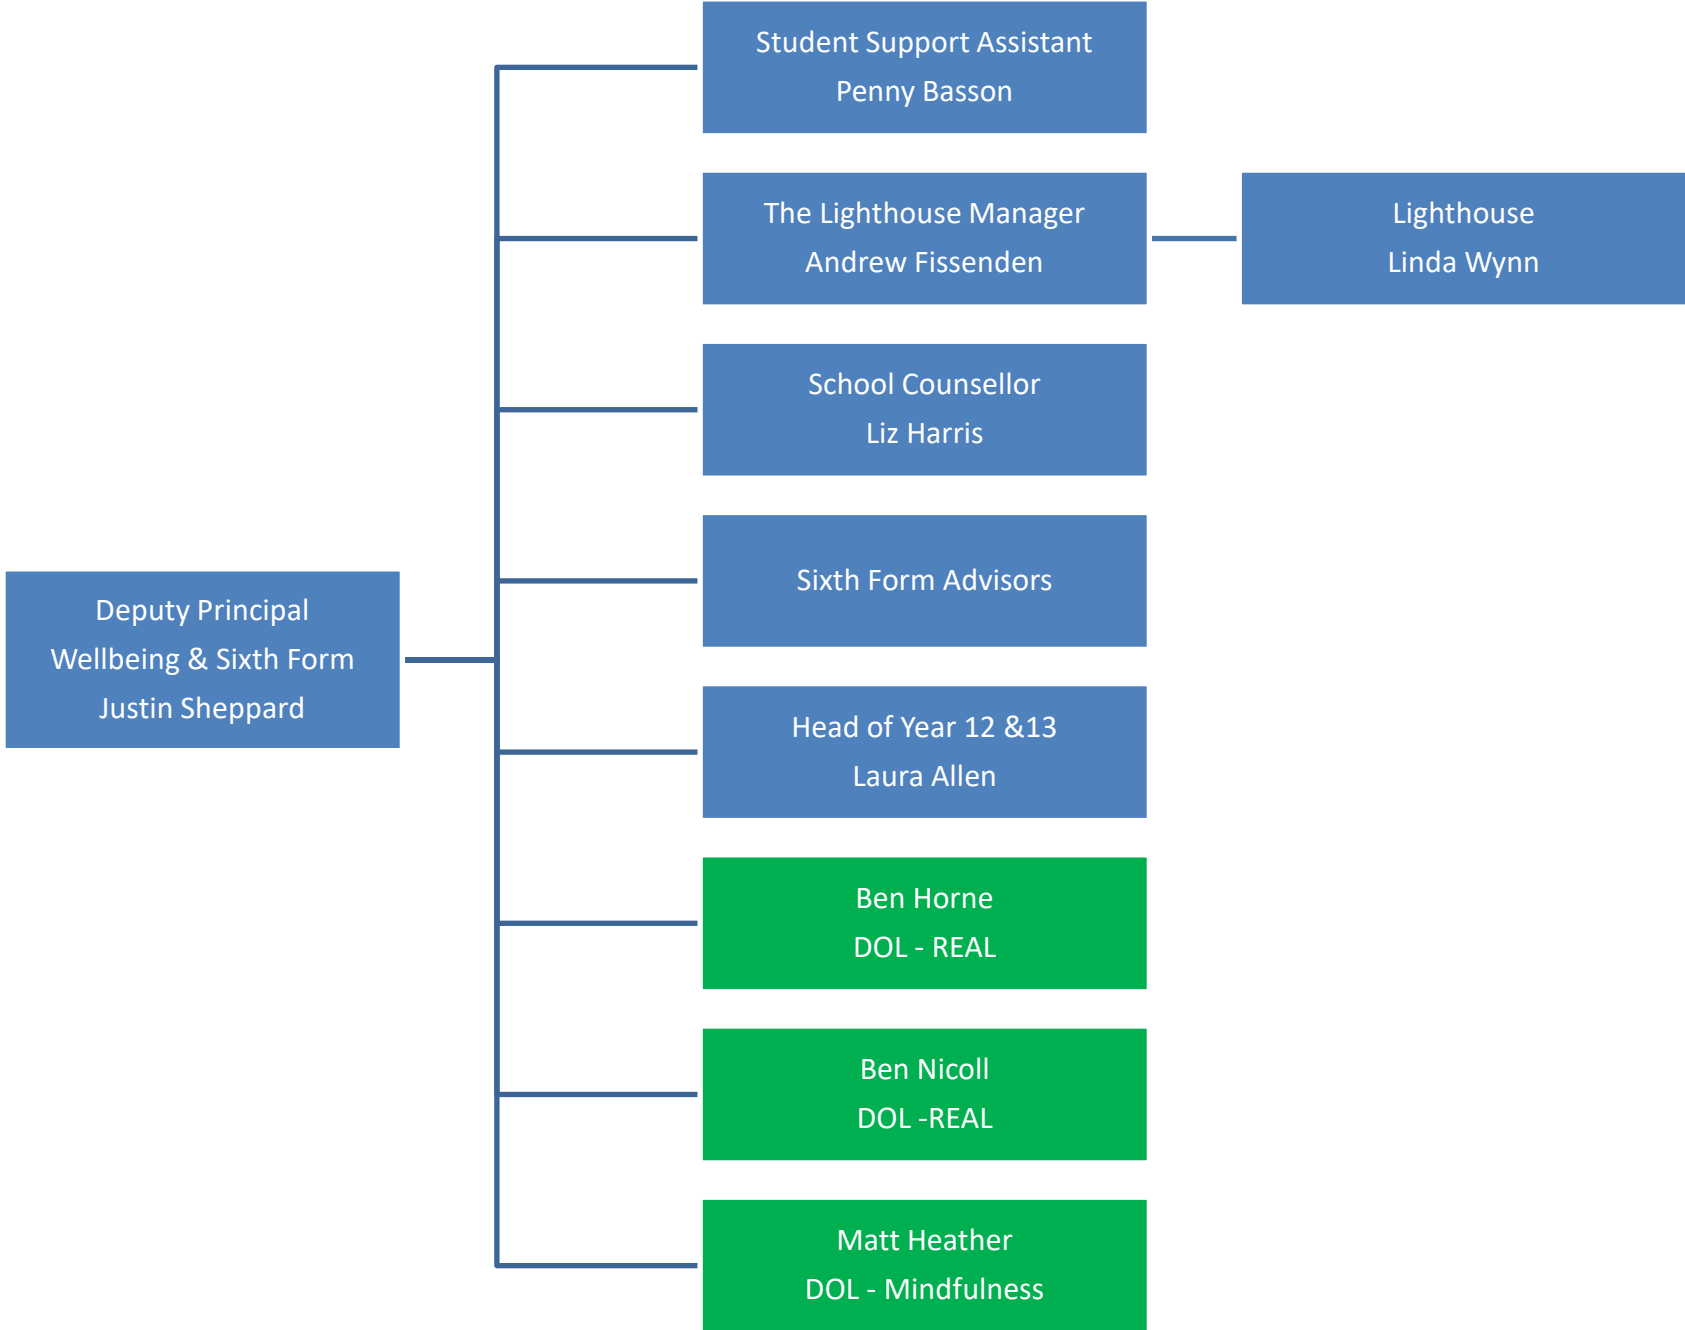 Student Support Assistant
Penny Basson
The Lighthouse Manager
Andrew Fissenden
Lighthouse
Linda Wynn
School Counsellor
Liz Harris
Sixth Form Advisors
Deputy Principal
Wellbeing & Sixth Form
Justin Sheppard
Head of Year 12 &13
Laura Allen
Ben Horne
DOL - REAL
Ben Nicoll
DOL -REAL
Matt Heather
DOL - Mindfulness